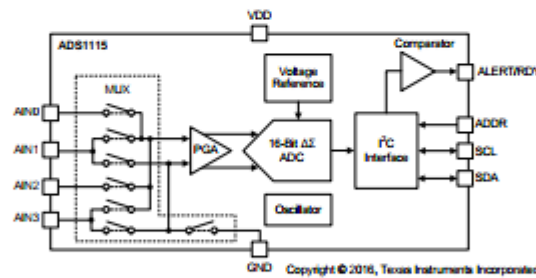 VDD
ADS1115
Comparator
MUX
Voltage
Reference
ALERT/RDY
AIN0
ADDR
AIN1
PGA
16-Bit ΔΣ
ADC
I²C
Interface
SCL
AIN2
SDA
Oscillator
AIN3
GND
Copyright © 2016, Texas Instruments Incorporated